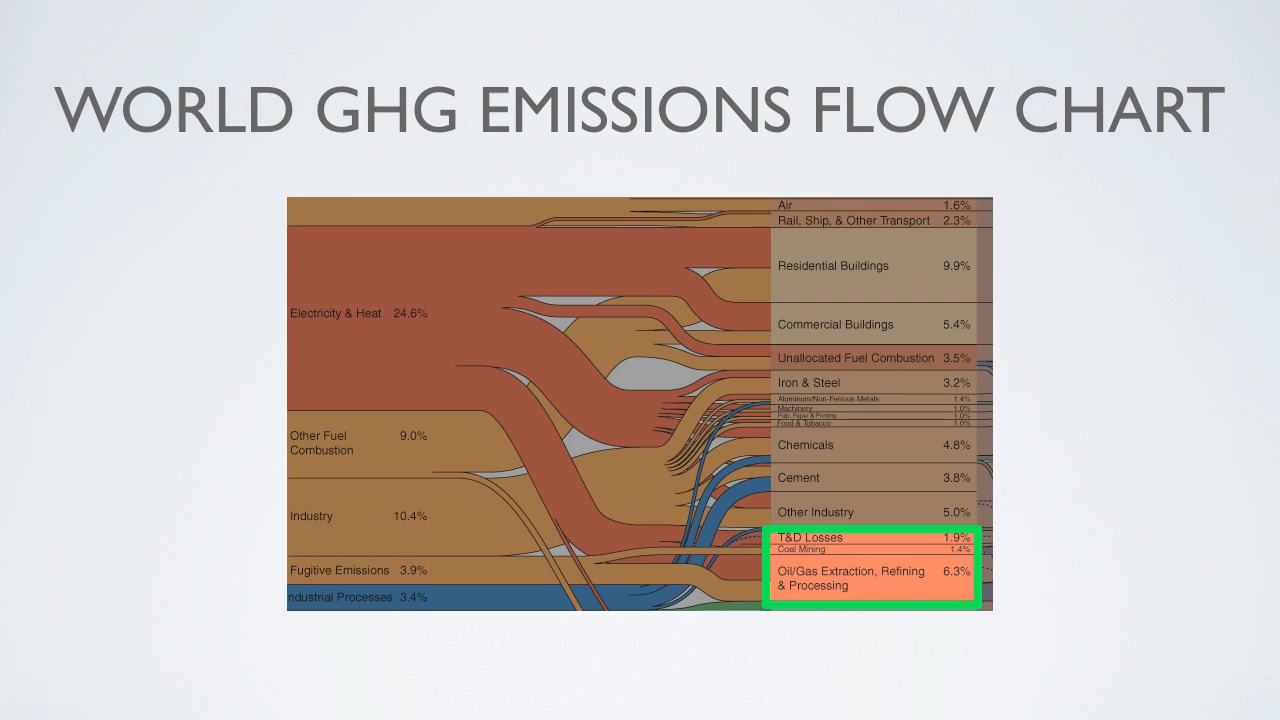 WORLD GHG EMISSIONS FLOW CHART
Air 1.6%
Rail, Ship, & Other Transport 2.3%
Residential Buildings 9.9%
Electricity & Heat 24.6%
Commercial Buildings 5.4%
Unallocated Fuel Combustion 3.5%
Iron & Steel 3.2%
Aluminum/Non-Ferrous Metals 1.4%
Machinery 1.0%
Pulp, Paper & Printing 1.0%
Food & Tobacco 1.0%
Other Fuel 9.0%
Combustion
Chemicals 4.8%
Cement 3.8%
Industry 10.4%
Other Industry 5.0%
T&D Losses 1.9%
Coal Mining 1.4%
Fugitive Emissions 3.9%
Oil/Gas Extraction, Refining 6.3%
& Processing
ndustrial Processes 3.4%